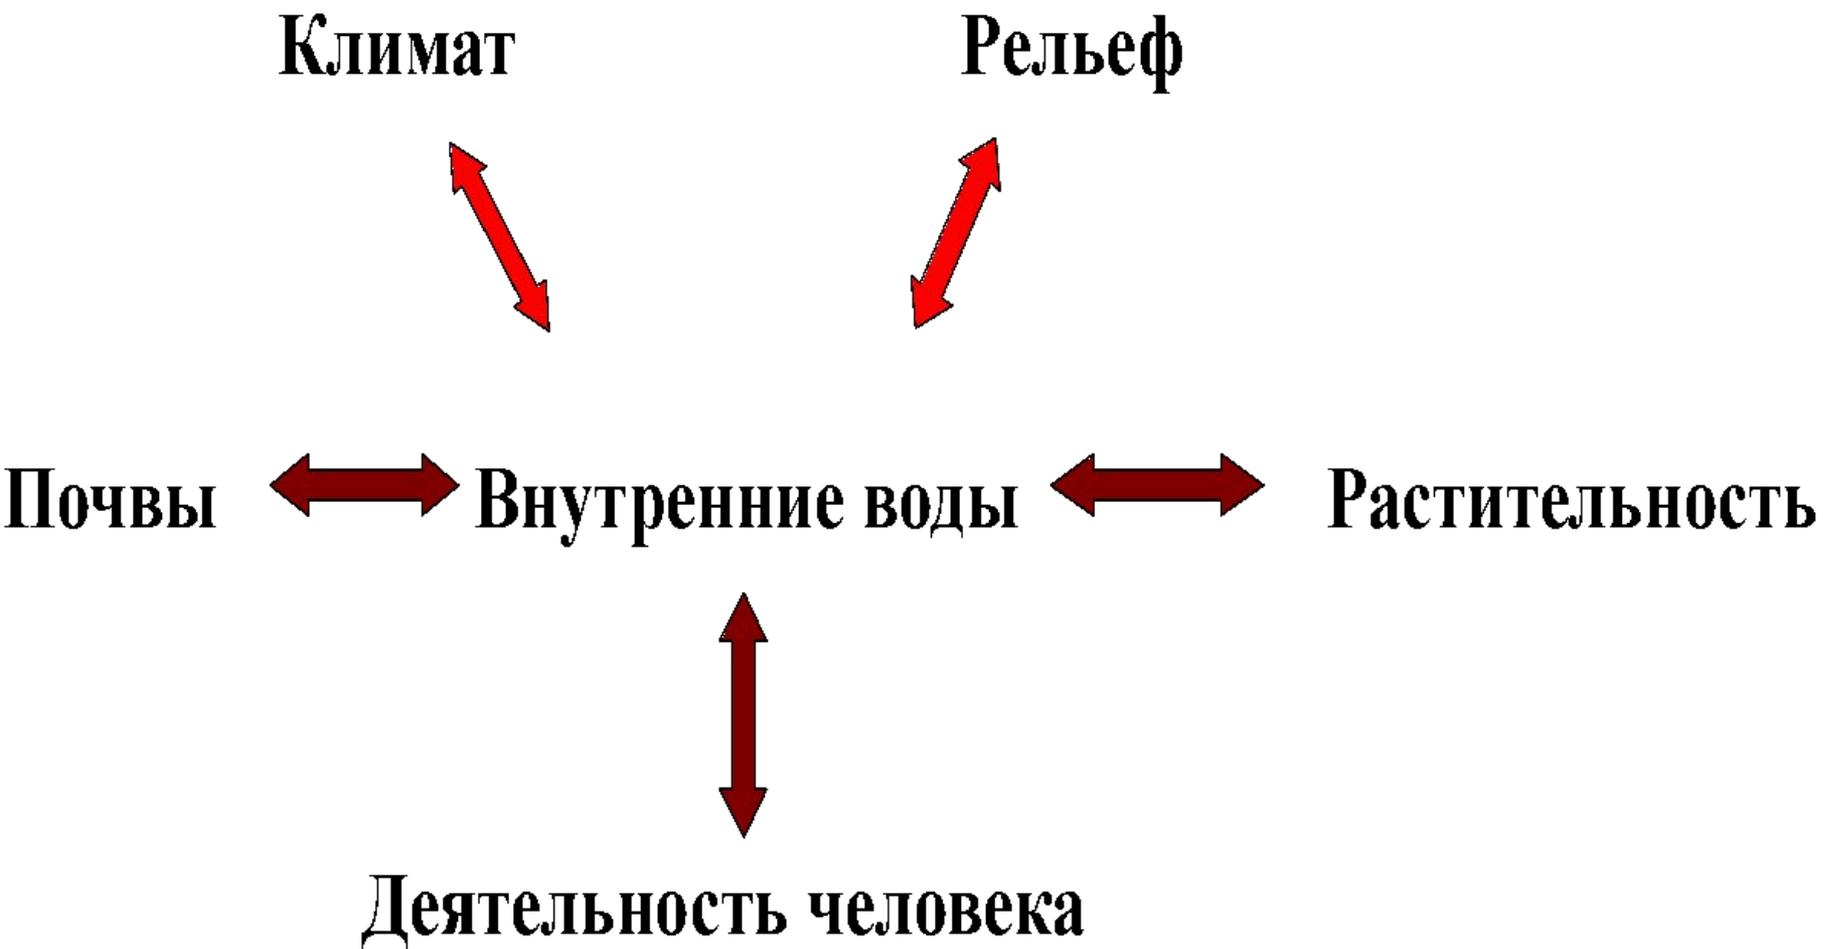 Климат
Рельеф
Почвы
Внутренние воды
Растительность
Деятельность человека